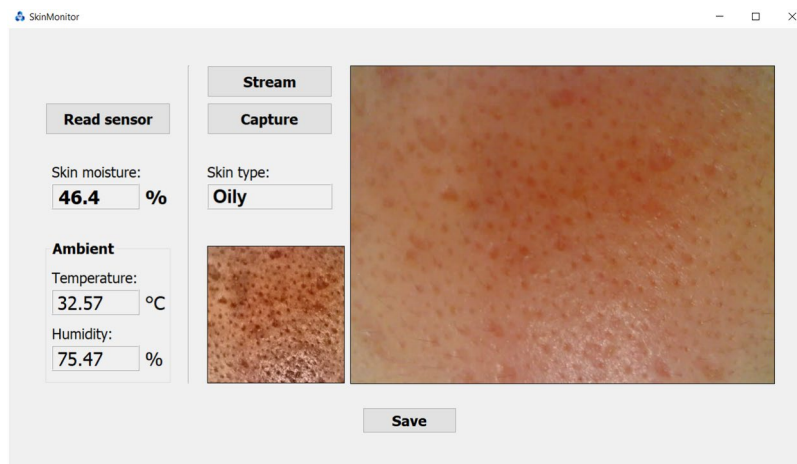 SkinMonitor
Read sensor
Skin moisture:
46.4 %
Ambient
Temperature:
32.57 °C
Humidity:
75.47 %
Stream
Capture
Skin type:
Oily
Save